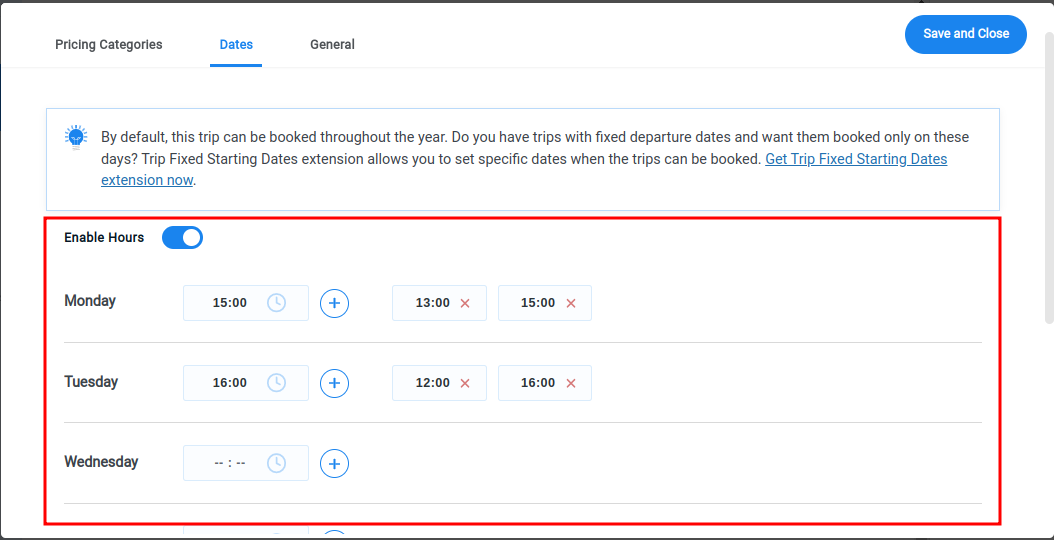 Pricing Categories Dates General Save and Close
By default, this trip can be booked throughout the year. Do you have trips with fixed departure dates and want them booked only on these
days? Trip Fixed Starting Dates extension allows you to set specific dates when the trips can be booked. Get Trip Fixed Starting Dates
extension now.
Enable Hours
Monday 15:00 13:00 15:00
Tuesday 16:00 12:00 16:00
Wednesday -- : --